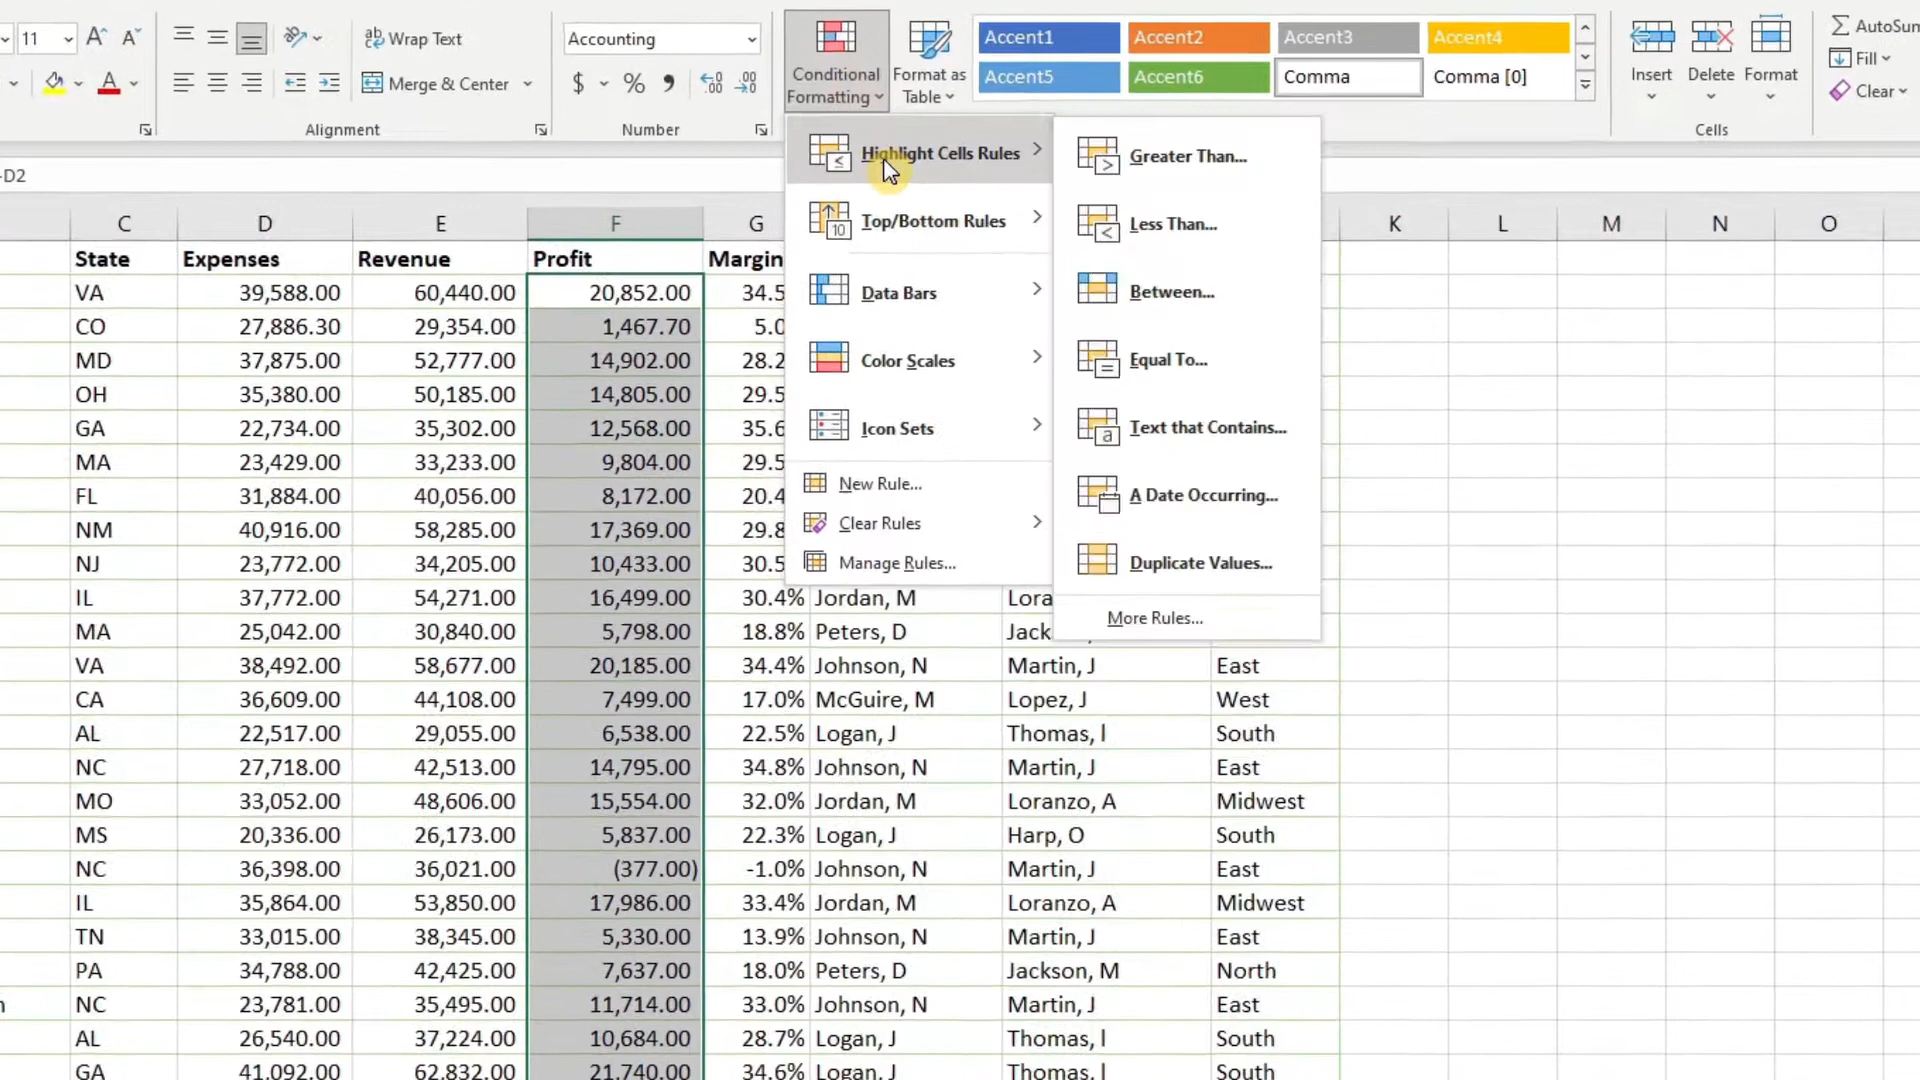 11 Wrap Text Accounting Conditional Formatting Format as Table Accent1 Accent2 Accent3 Accent4 Insert Delete Format AutoSum
Merge & Center $ % Accent5 Accent6 Comma Comma [0] Fill
Clear
Alignment Number Cells
-D2
Highlight Cells Rules
Top/Bottom Rules
Data Bars
Color Scales
Icon Sets
New Rule...
Clear Rules
Manage Rules...
Greater Than...
Less Than...
Between...
Equal To...
Text that Contains...
A Date Occurring...
Duplicate Values...
More Rules...
C D E F G K L M N O
State Expenses Revenue Profit Margin
VA 39,588.00 60,440.00 20,852.00 34.5
CO 27,886.30 29,354.00 1,467.70 5.0
MD 37,875.00 52,777.00 14,902.00 28.2
OH 35,380.00 50,185.00 14,805.00 29.5
GA 22,734.00 35,302.00 12,568.00 35.6
MA 23,429.00 33,233.00 9,804.00 29.5
FL 31,884.00 40,056.00 8,172.00 20.4
NM 40,916.00 58,285.00 17,369.00 29.8
NJ 23,772.00 34,205.00 10,433.00 30.5
IL 37,772.00 54,271.00 16,499.00 30.4% Jordan, M Lora
MA 25,042.00 30,840.00 5,798.00 18.8% Peters, D Jack
VA 38,492.00 58,677.00 20,185.00 34.4% Johnson, N Martin, J East
CA 36,609.00 44,108.00 7,499.00 17.0% McGuire, M Lopez, J West
AL 22,517.00 29,055.00 6,538.00 22.5% Logan, J Thomas, l South
NC 27,718.00 42,513.00 14,795.00 34.8% Johnson, N Martin, J East
MO 33,052.00 48,606.00 15,554.00 32.0% Jordan, M Loranzo, A Midwest
MS 20,336.00 26,173.00 5,837.00 22.3% Logan, J Harp, O South
NC 36,398.00 36,021.00 (377.00) -1.0% Johnson, N Martin, J East
IL 35,864.00 53,850.00 17,986.00 33.4% Jordan, M Loranzo, A Midwest
TN 33,015.00 38,345.00 5,330.00 13.9% Johnson, N Martin, J East
PA 34,788.00 42,425.00 7,637.00 18.0% Peters, D Jackson, M North
NC 23,781.00 35,495.00 11,714.00 33.0% Johnson, N Martin, J East
AL 26,540.00 37,224.00 10,684.00 28.7% Logan, J Thomas, l South
GA 41,092.00 62,832.00 21,740.00 34.6% Logan, J Thomas, l South